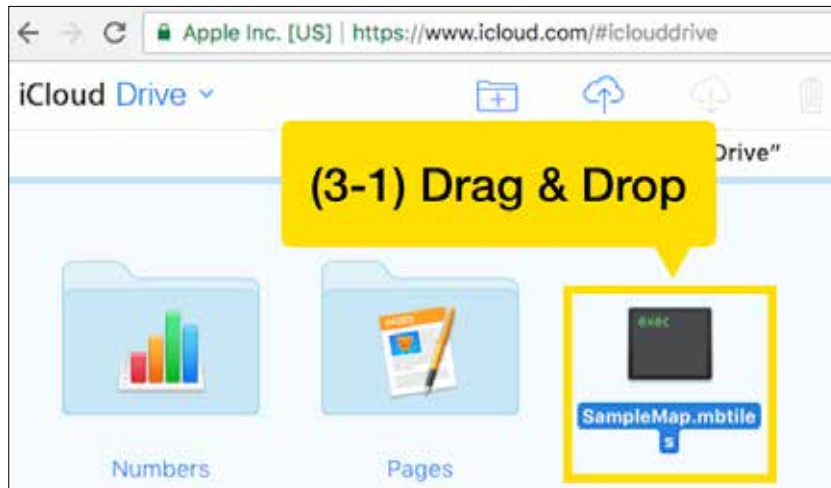 Apple Inc. [US] | https://www.icloud.com/#iclouddrive
iCloud Drive
Drive"
(3-1) Drag & Drop
PAGES
exec
SampleMap.mbtile
s
Numbers
Pages